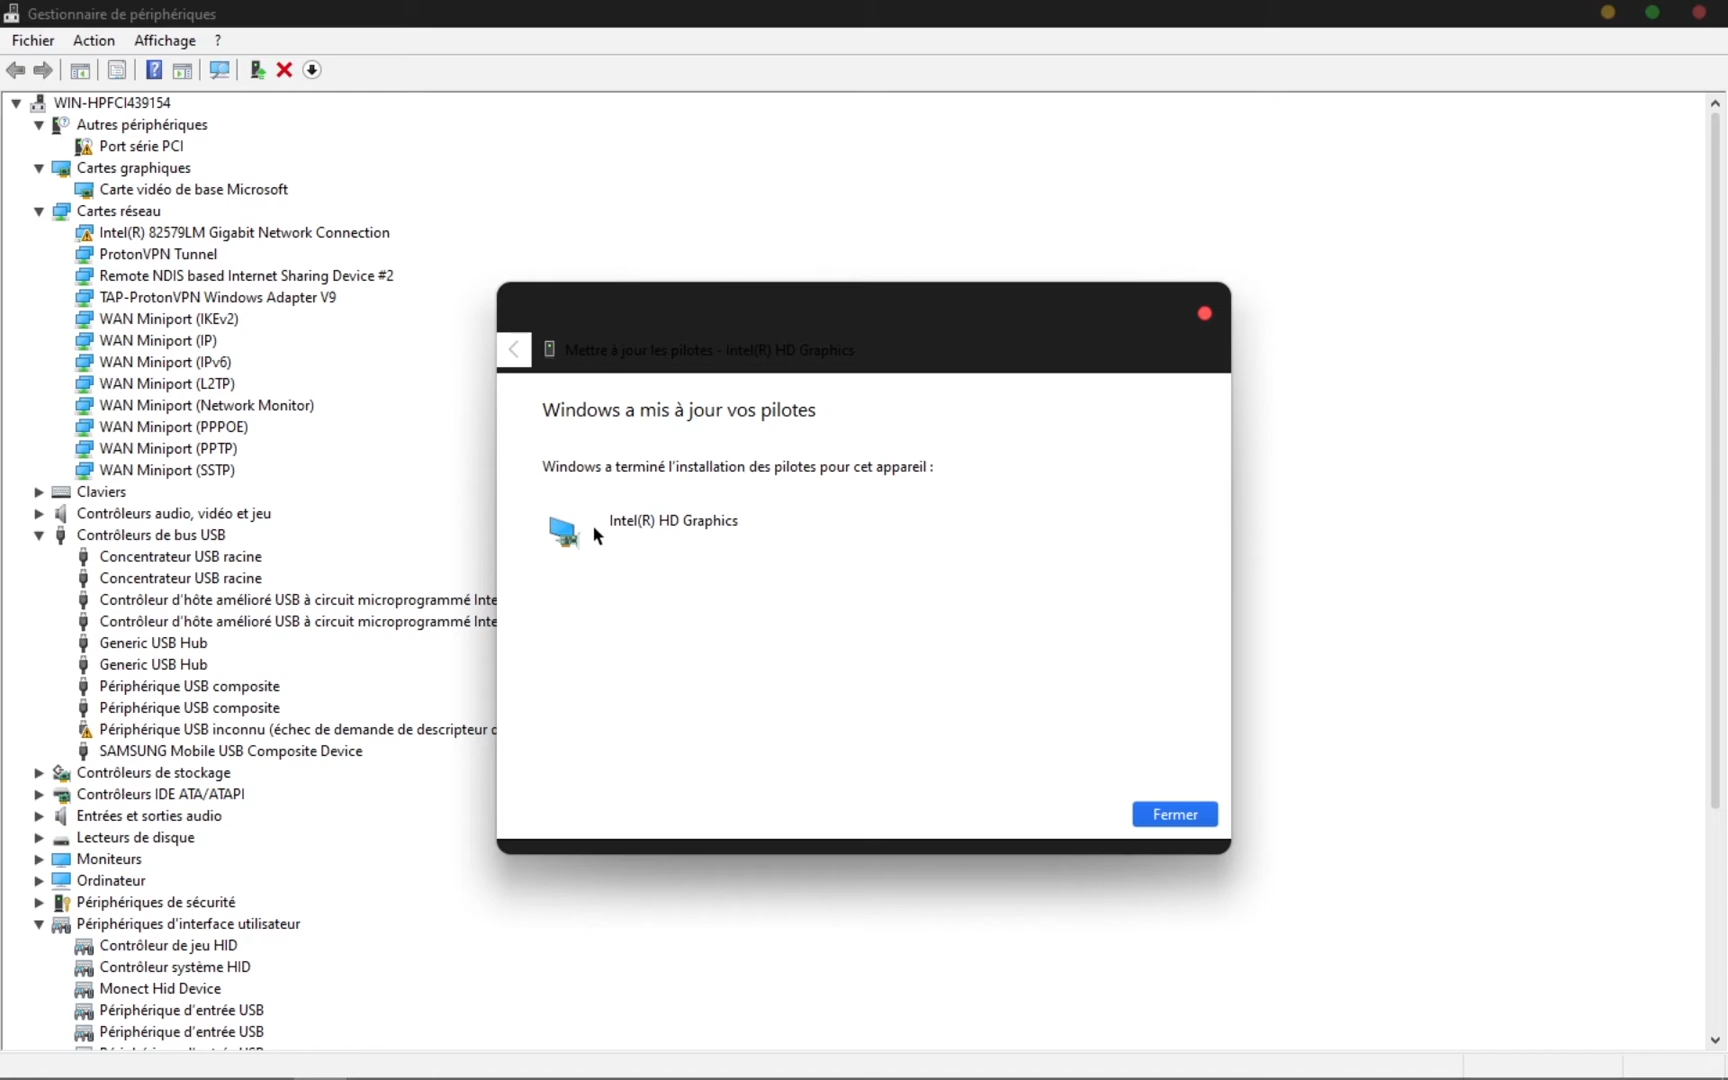 Gestionnaire de périphériques
Fichier Action Affichage ?
WIN-HPFCI439154
Autres périphériques
Port série PCI
Cartes graphiques
Carte vidéo de base Microsoft
Cartes réseau
Intel(R) 82579LM Gigabit Network Connection
ProtonVPN Tunnel
Remote NDIS based Internet Sharing Device #2
TAP-ProtonVPN Windows Adapter V9
WAN Miniport (IKEv2)
WAN Miniport (IP)
WAN Miniport (IPv6)
WAN Miniport (L2TP)
WAN Miniport (Network Monitor)
WAN Miniport (PPPOE)
WAN Miniport (PPTP)
WAN Miniport (SSTP)
Claviers
Contrôleurs audio, vidéo et jeu
Contrôleurs de bus USB
Concentrateur USB racine
Concentrateur USB racine
Contrôleur d'hôte amélioré USB à circuit microprogrammé Inte
Contrôleur d'hôte amélioré USB à circuit microprogrammé Inte
Generic USB Hub
Generic USB Hub
Périphérique USB composite
Périphérique USB composite
Périphérique USB inconnu (échec de demande de descripteur
SAMSUNG Mobile USB Composite Device
Contrôleurs de stockage
Contrôleurs IDE ATA/ATAPI
Entrées et sorties audio
Lecteurs de disque
Moniteurs
Ordinateur
Périphériques de sécurité
Périphériques d'interface utilisateur
Contrôleur de jeu HID
Contrôleur système HID
Monect Hid Device
Périphérique d'entrée USB
Périphérique d'entrée USB
Mettre à jour les pilotes - Intel(R) HD Graphics
Windows a mis à jour vos pilotes
Windows a terminé l'installation des pilotes pour cet appareil :
Intel(R) HD Graphics
Fermer